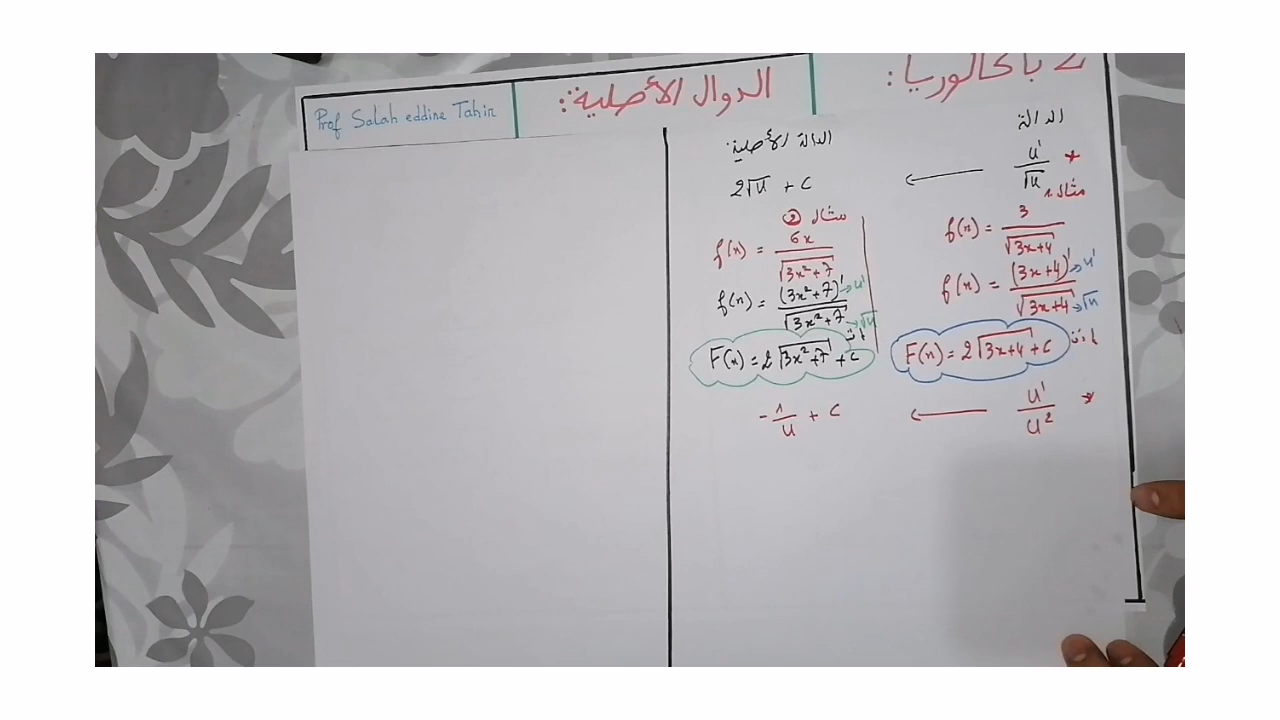 2 باكالوريا :
الدوال الأصلية :
Prof Salah eddine Tahir
الدالة
الدالة الأصلية
* u'/√u ⟶ 2√u + c
مثال 1
f(x) = 3/√(3x+4)
f(x) = (3x+4)'→u' / √(3x+4)→√u
إذن F(x) = 2√(3x+4) + c
مثال ②
f(x) = 6x/√(3x²+7)
f(x) = (3x²+7)'→u' / √(3x²+7)→√u
إذن F(x) = 2√(3x²+7) + c
* u'/u² ⟶ -1/u + c